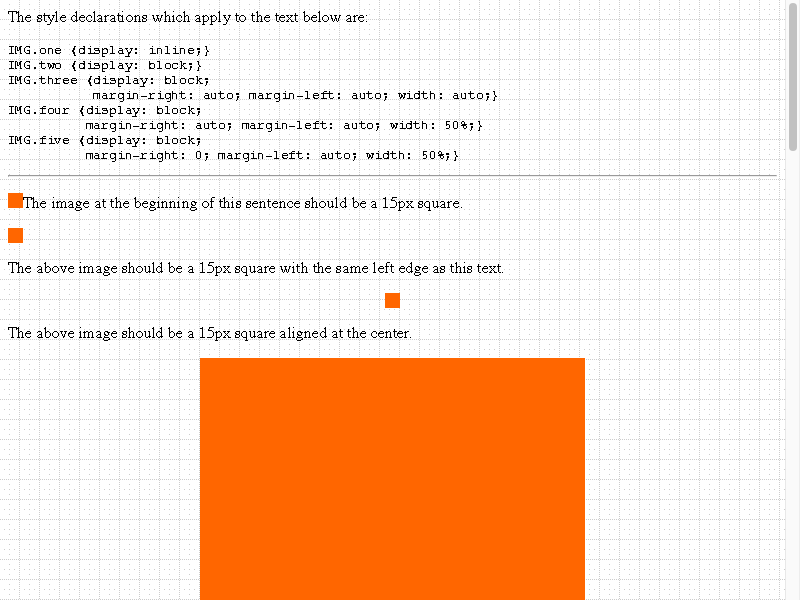 The style declarations which apply to the text below are:
IMG.one {display: inline;}
IMG.two {display: block;}
IMG.three {display: block;
margin-right: auto; margin-left: auto; width: auto;}
IMG.four {display: block;
margin-right: auto; margin-left: auto; width: 50%;}
IMG.five {display: block;
margin-right: 0; margin-left: auto; width: 50%;}
The image at the beginning of this sentence should be a 15px square.
The above image should be a 15px square with the same left edge as this text.
The above image should be a 15px square aligned at the center.